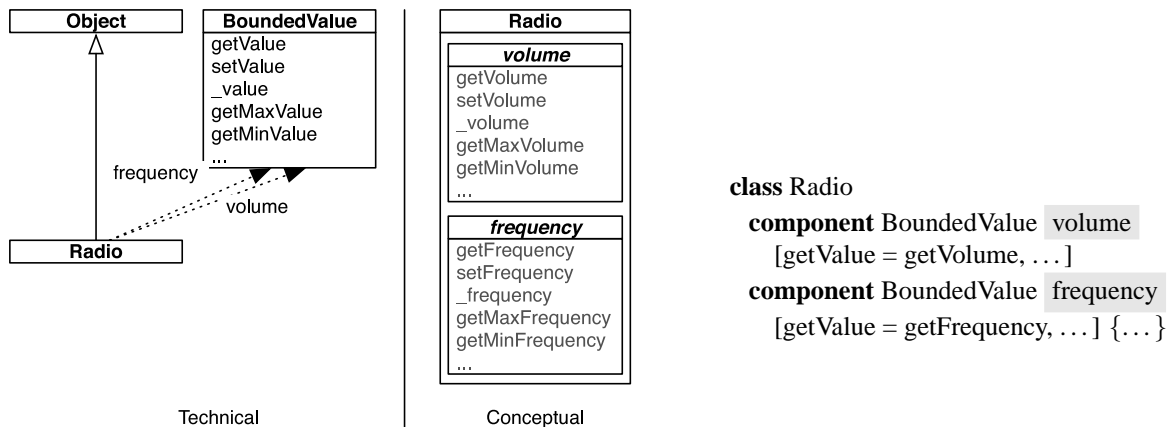 Object
BoundedValue
getValue
setValue
_value
getMaxValue
getMinValue
...
frequency
volume
Radio
Technical
Radio
volume
getVolume
setVolume
_volume
getMaxVolume
getMinVolume
...
frequency
getFrequency
setFrequency
_frequency
getMaxFrequency
getMinFrequency
...
Conceptual
class Radio
component BoundedValue volume
[getValue = getVolume, ...]
component BoundedValue frequency
[getValue = getFrequency, ...] {...}